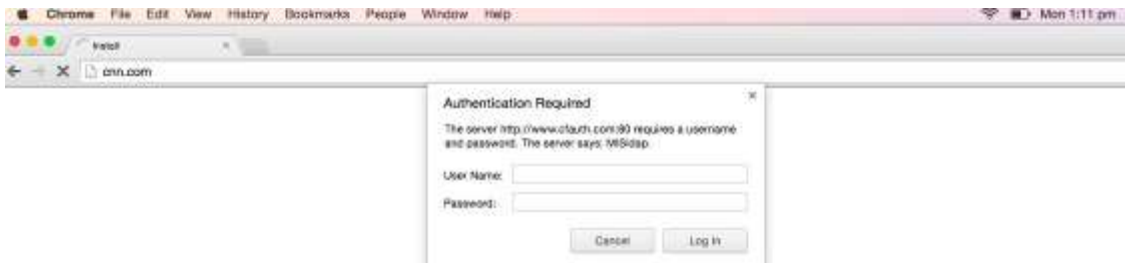 Chrome File Edit View History Bookmarks People Window Help Mon 1:11 pm
Install
cnn.com
Authentication Required
The server http://www.cfauth.com:80 requires a username
and password. The server says: MISldap.
User Name:
Password:
Cancel Log In